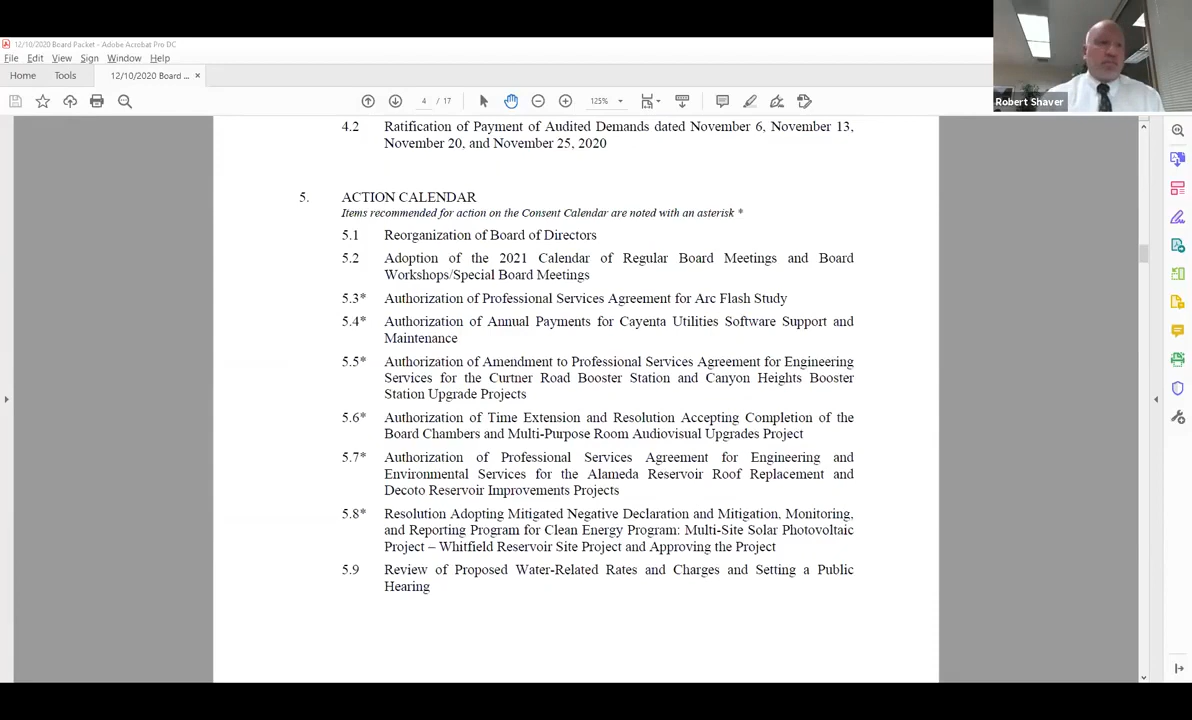 12/10/2020 Board Packet - Adobe Acrobat Pro DC
File Edit View Sign Window Help
Home Tools 12/10/2020 Board ... ×
4 / 17 125%
Robert Shaver
4.2 Ratification of Payment of Audited Demands dated November 6, November 13,
November 20, and November 25, 2020
5. ACTION CALENDAR
Items recommended for action on the Consent Calendar are noted with an asterisk *
5.1 Reorganization of Board of Directors
5.2 Adoption of the 2021 Calendar of Regular Board Meetings and Board
Workshops/Special Board Meetings
5.3* Authorization of Professional Services Agreement for Arc Flash Study
5.4* Authorization of Annual Payments for Cayenta Utilities Software Support and
Maintenance
5.5* Authorization of Amendment to Professional Services Agreement for Engineering
Services for the Curtner Road Booster Station and Canyon Heights Booster
Station Upgrade Projects
5.6* Authorization of Time Extension and Resolution Accepting Completion of the
Board Chambers and Multi-Purpose Room Audiovisual Upgrades Project
5.7* Authorization of Professional Services Agreement for Engineering and
Environmental Services for the Alameda Reservoir Roof Replacement and
Decoto Reservoir Improvements Projects
5.8* Resolution Adopting Mitigated Negative Declaration and Mitigation, Monitoring,
and Reporting Program for Clean Energy Program: Multi-Site Solar Photovoltaic
Project – Whitfield Reservoir Site Project and Approving the Project
5.9 Review of Proposed Water-Related Rates and Charges and Setting a Public
Hearing